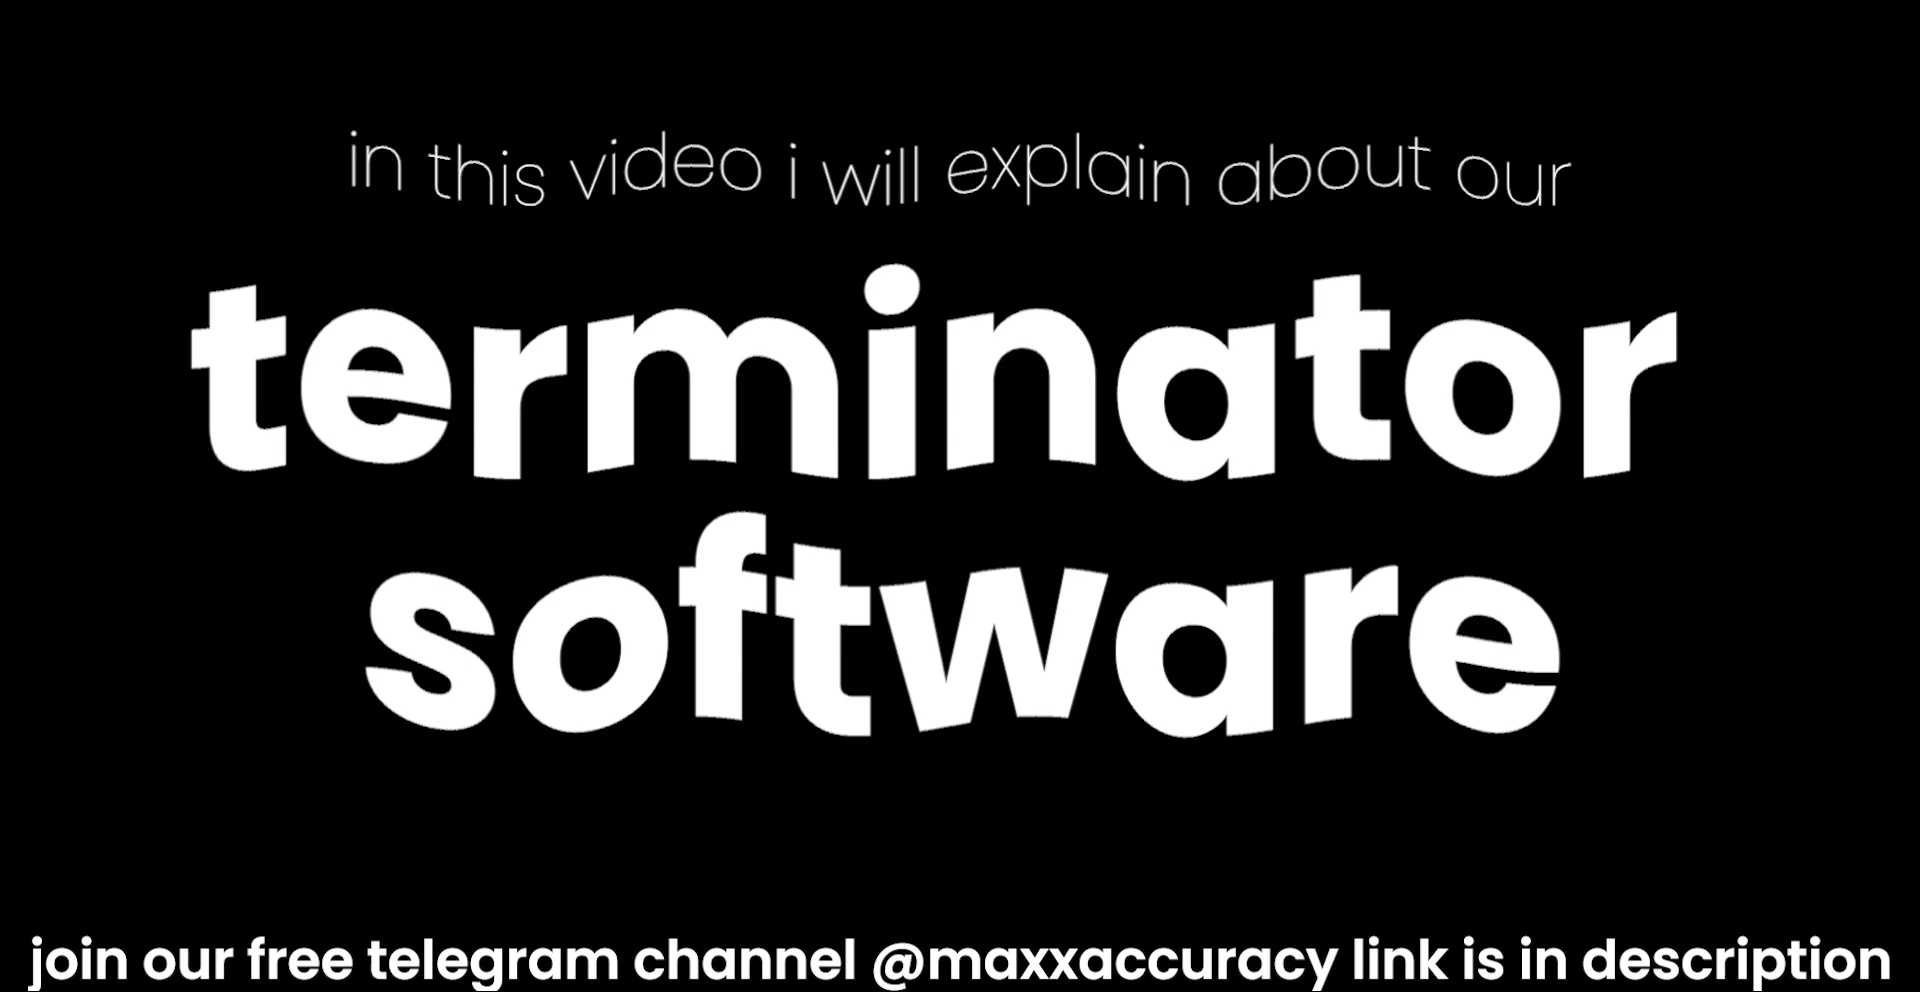 in this video i will explain about our
terminator
software
join our free telegram channel @maxxaccuracy link is in description